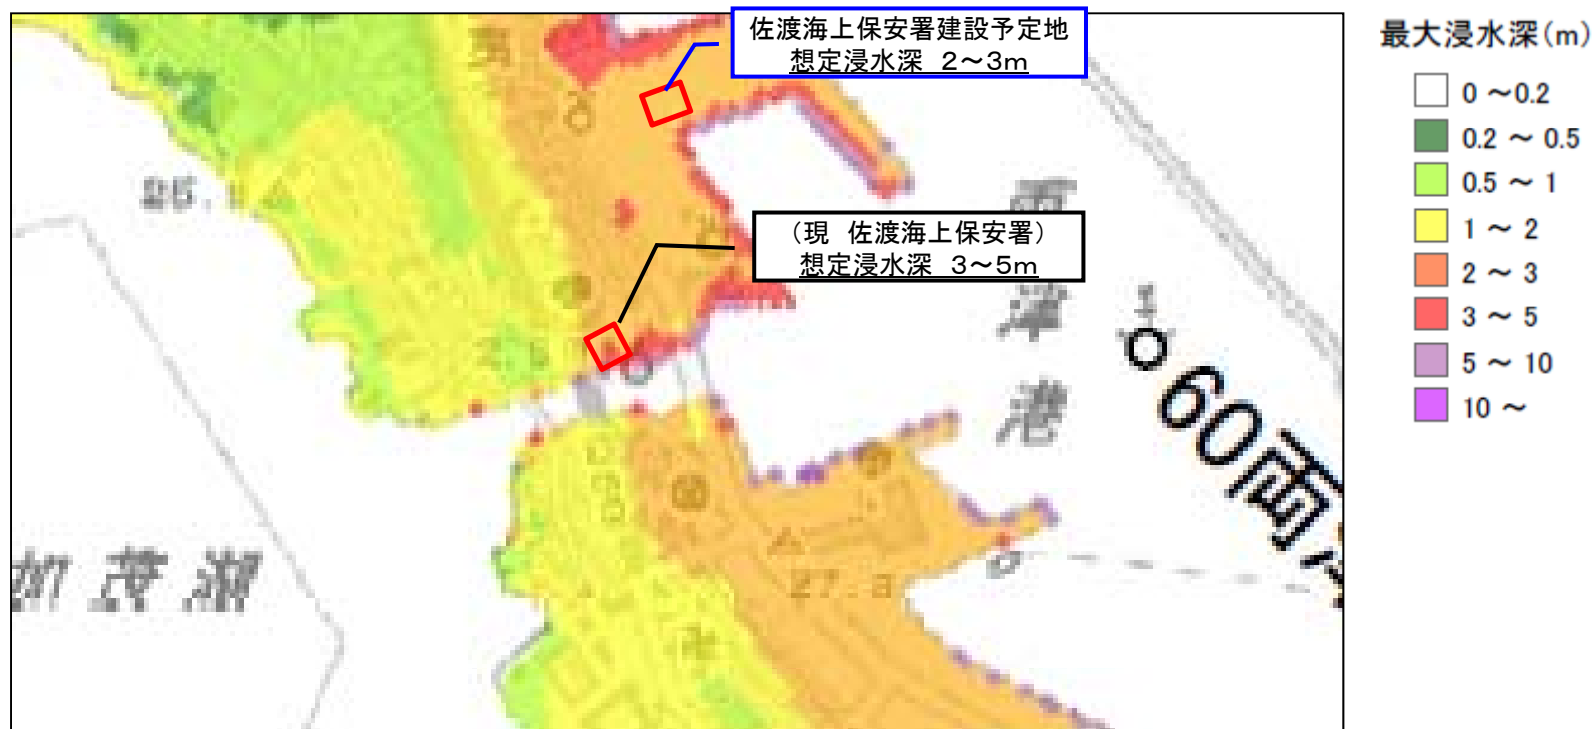 佐渡海上保安署建設予定地
想定浸水深 2～3ｍ
（現 佐渡海上保安署）
想定浸水深 3～5ｍ
最大浸水深(m)
0 ～0.2
0.2 ～ 0.5
0.5 ～ 1
1 ～ 2
2 ～ 3
3 ～ 5
5 ～ 10
10 ～
津
港
60両
加 茂 湖
27.3